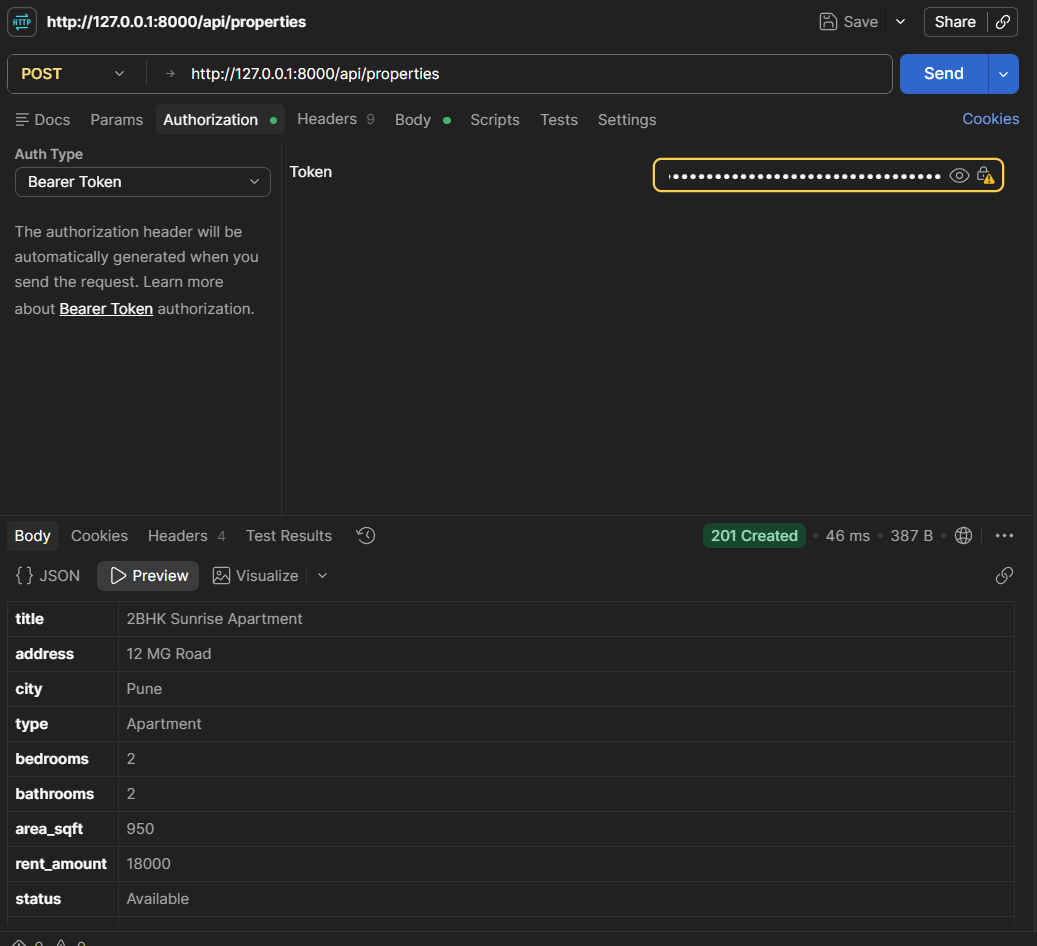 HTTP http://127.0.0.1:8000/api/properties Save Share
POST http://127.0.0.1:8000/api/properties Send
Docs Params Authorization Headers 9 Body Scripts Tests Settings Cookies
Auth Type
Bearer Token
Token
The authorization header will be
automatically generated when you
send the request. Learn more
about Bearer Token authorization.
Body Cookies Headers 4 Test Results 201 Created • 46 ms • 387 B •
{} JSON Preview Visualize
title 2BHK Sunrise Apartment
address 12 MG Road
city Pune
type Apartment
bedrooms 2
bathrooms 2
area_sqft 950
rent_amount 18000
status Available